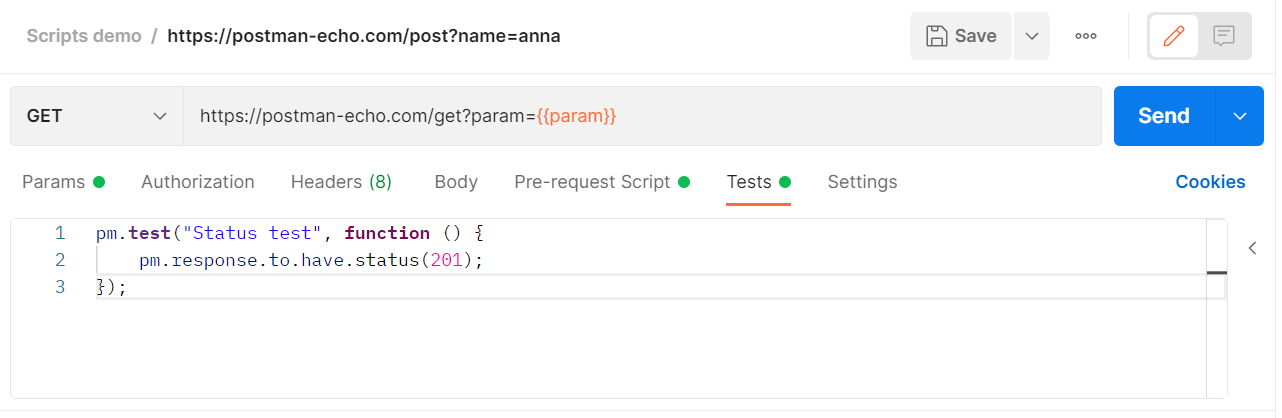 Scripts demo / https://postman-echo.com/post?name=anna Save
GET https://postman-echo.com/get?param={{param}} Send
Params Authorization Headers (8) Body Pre-request Script Tests Settings Cookies
1 pm.test("Status test", function () {
2 pm.response.to.have.status(201);
3 });